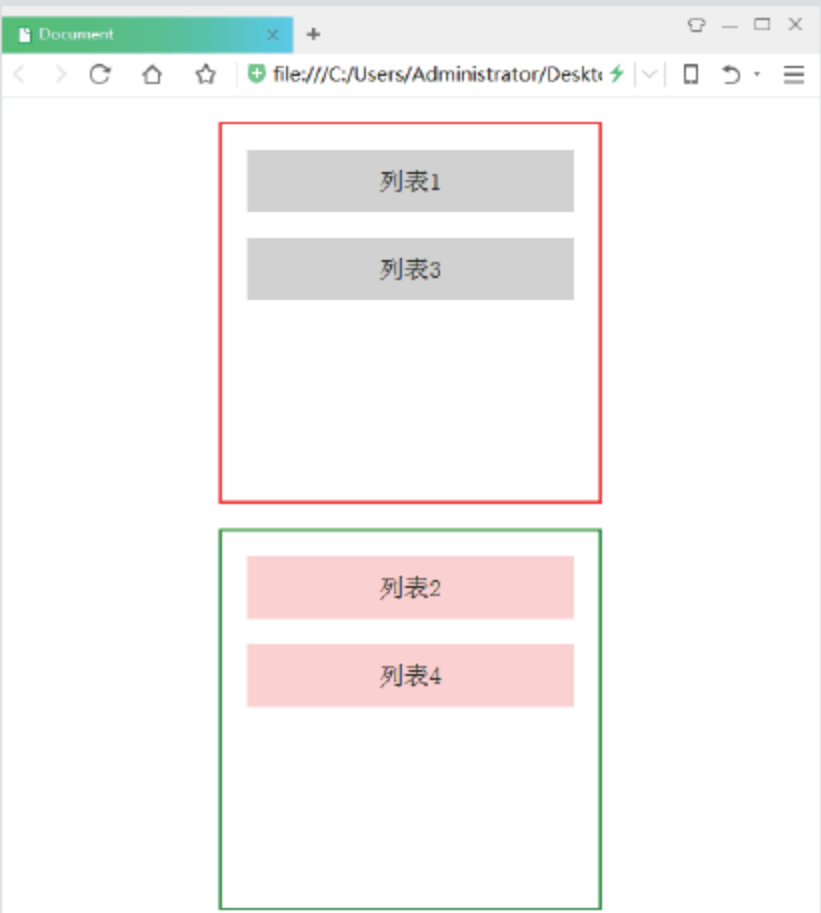 Document
file:///C:/Users/Administrator/Deskt
列表1
列表3
列表2
列表4